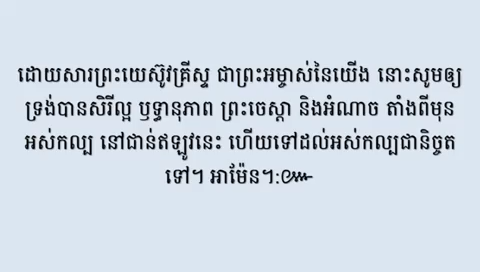 ដោយសារព្រះយេស៊ូវគ្រីស្ទ ជាព្រះអម្ចាស់នៃយើង នោះសូមឲ្យ
ទ្រង់បានសិរីល្អ ឫទ្ធានុភាព ព្រះចេស្តា និងអំណាច តាំងពីមុន
អស់កល្ប នៅជាន់ឥឡូវនេះ ហើយទៅដល់អស់កល្បជានិច្ចត
ទៅ។ អាម៉ែន។:៚